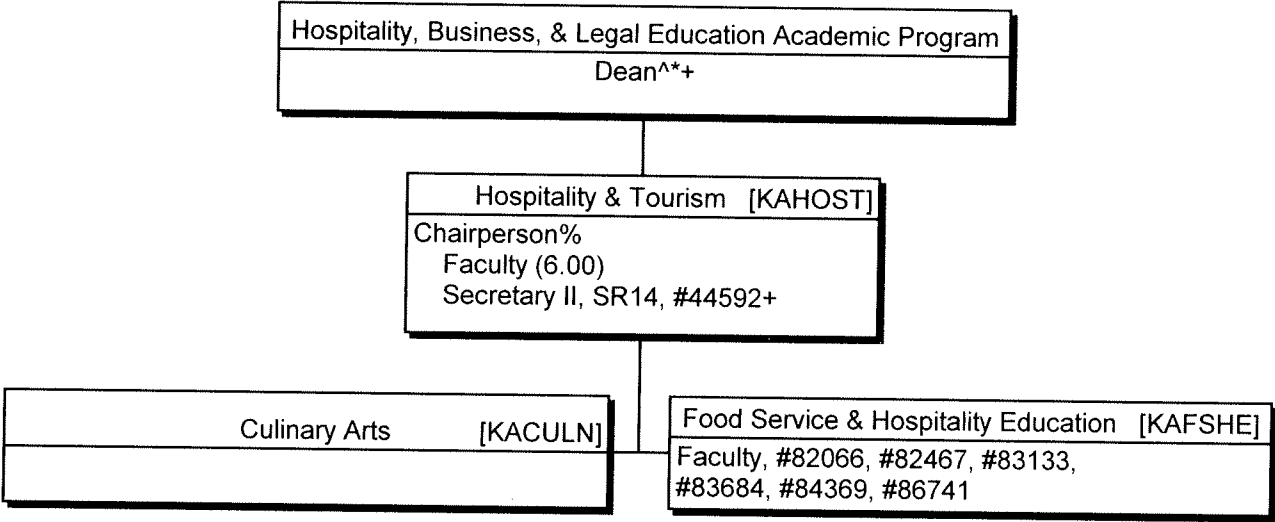 Hospitality, Business, & Legal Education Academic Program
Dean^*+
Hospitality & Tourism [KAHOST]
Chairperson%
Faculty (6.00)
Secretary II, SR14, #44592+
Culinary Arts [KACULN]
Food Service & Hospitality Education [KAFSHE]
Faculty, #82066, #82467, #83133,
#83684, #84369, #86741